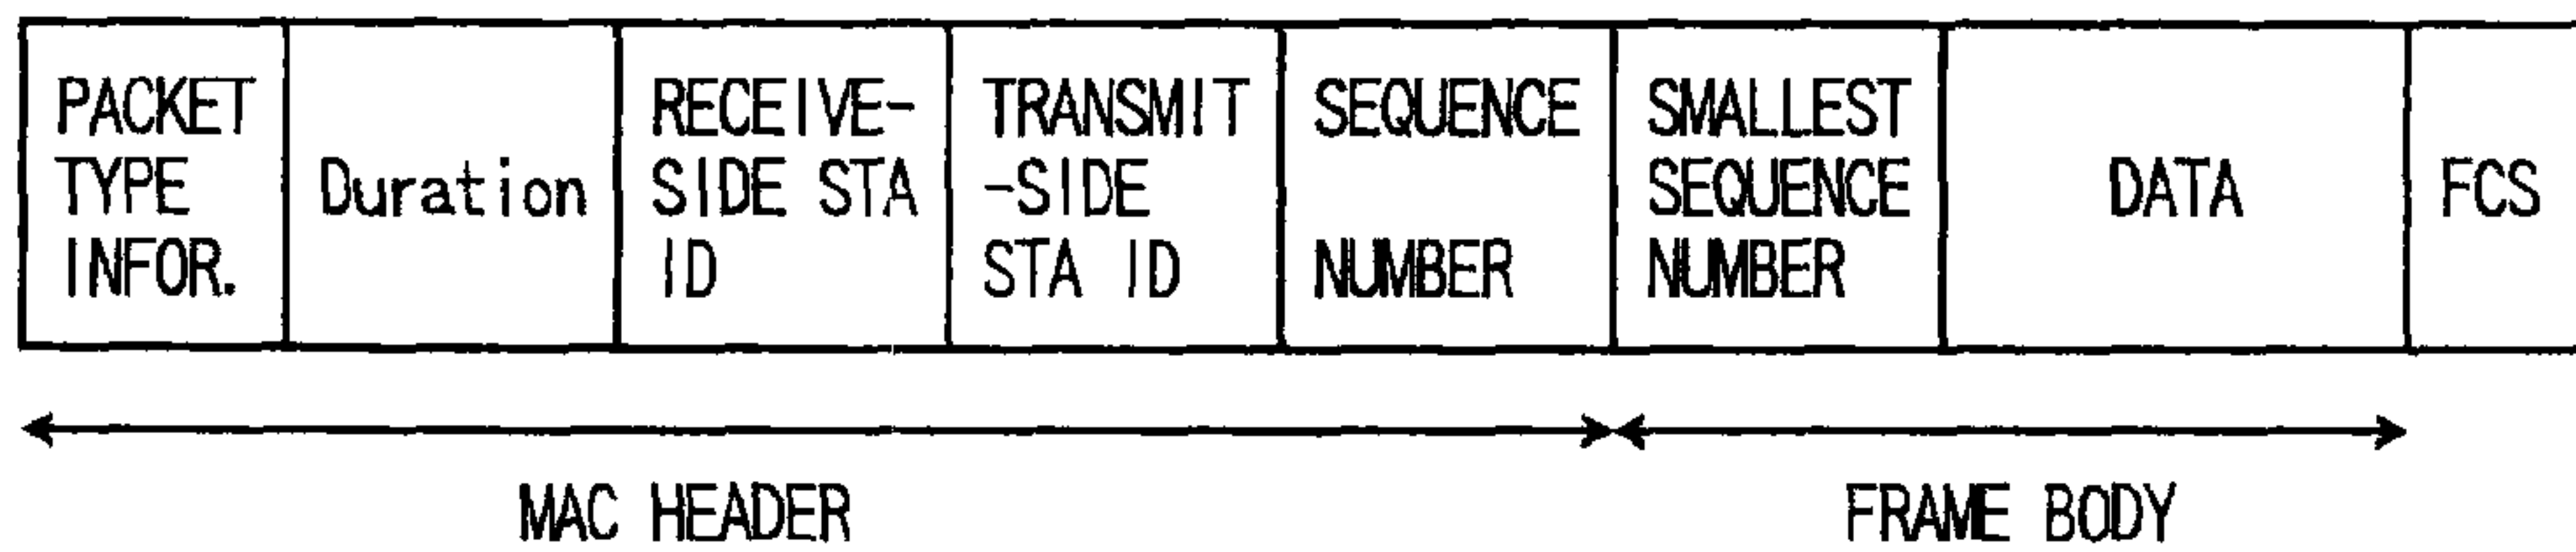 PACKET
TYPE
INFOR.
Duration
RECEIVE-
SIDE STA
ID
TRANSMIT
-SIDE
STA ID
SEQUENCE
NUMBER
SMALLEST
SEQUENCE
NUMBER
DATA
FCS
MAC HEADER
FRAME BODY